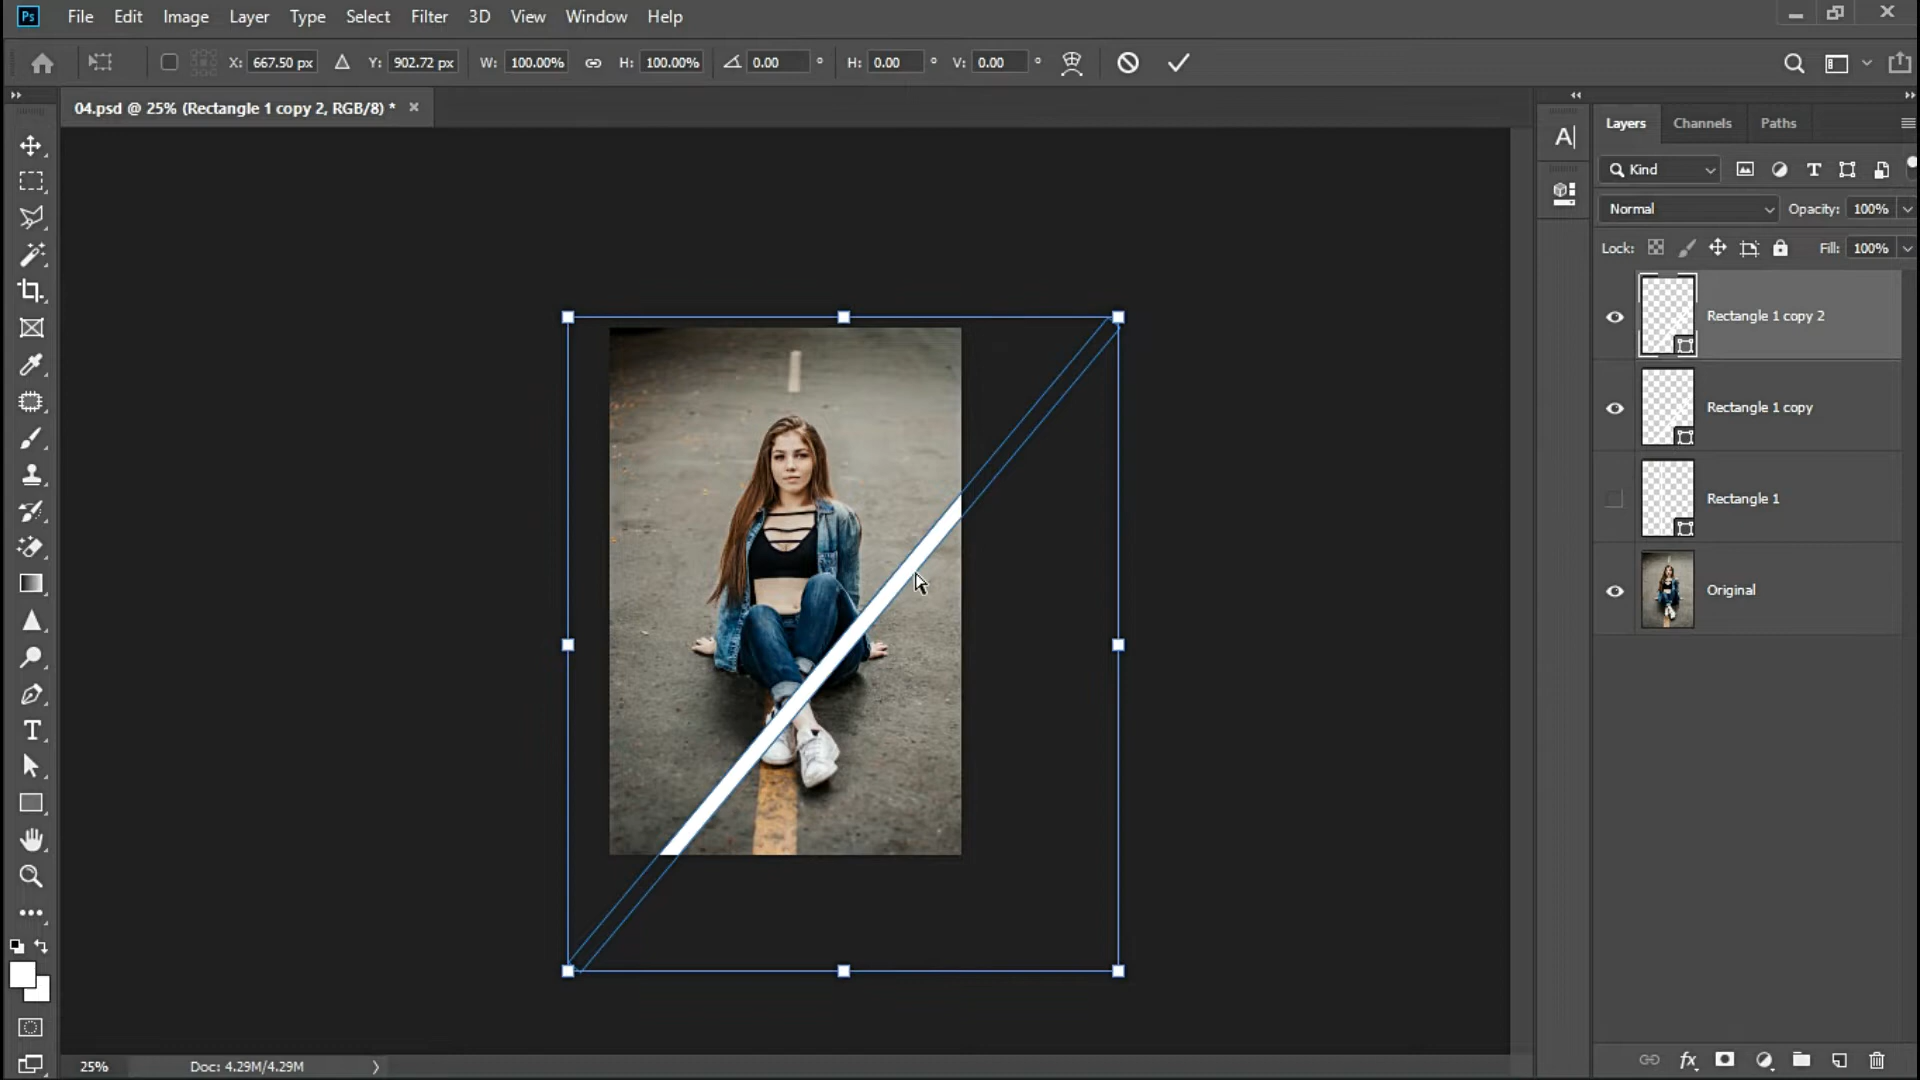 Ps File Edit Image Layer Type Select Filter 3D View Window Help
X: 667.50 px Y: 902.72 px W: 100.00% H: 100.00% 0.00 ° H: 0.00 ° V: 0.00 °
04.psd @ 25% (Rectangle 1 copy 2, RGB/8) * ×
A|
Layers Channels Paths
Kind T
Normal Opacity: 100%
Lock: Fill: 100%
Rectangle 1 copy 2
Rectangle 1 copy
Rectangle 1
Original
T
25% Doc: 4.29M/4.29M
fx